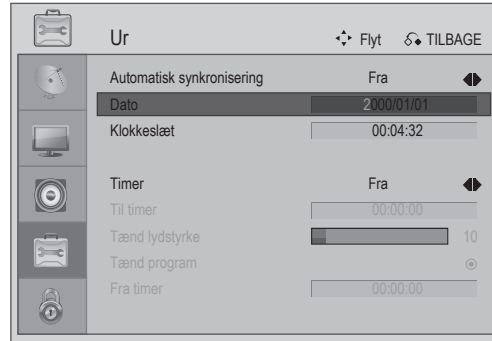 Ur Flyt TILBAGE
Automatisk synkronisering Fra
Dato 2000/01/01
Klokkeslæt 00:04:32
Timer Fra
Til timer 00:00:00
Tænd lydstyrke 10
Tænd program
Fra timer 00:00:00